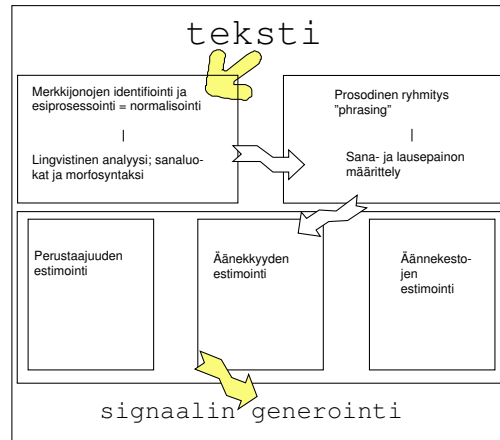 teksti
Merkkijonojen identifiointi ja
esiprosessointi = normalisointi
Lingvistinen analyysi; sanaluo-
kat ja morfosyntaksi
Prosodinen ryhmitys
"phrasing"
Sana- ja lausepainon
määrittely
Perustaajuuden
estimointi
Äänekkyyden
estimointi
Äännekesto-
jen
estimointi
signaalin generointi